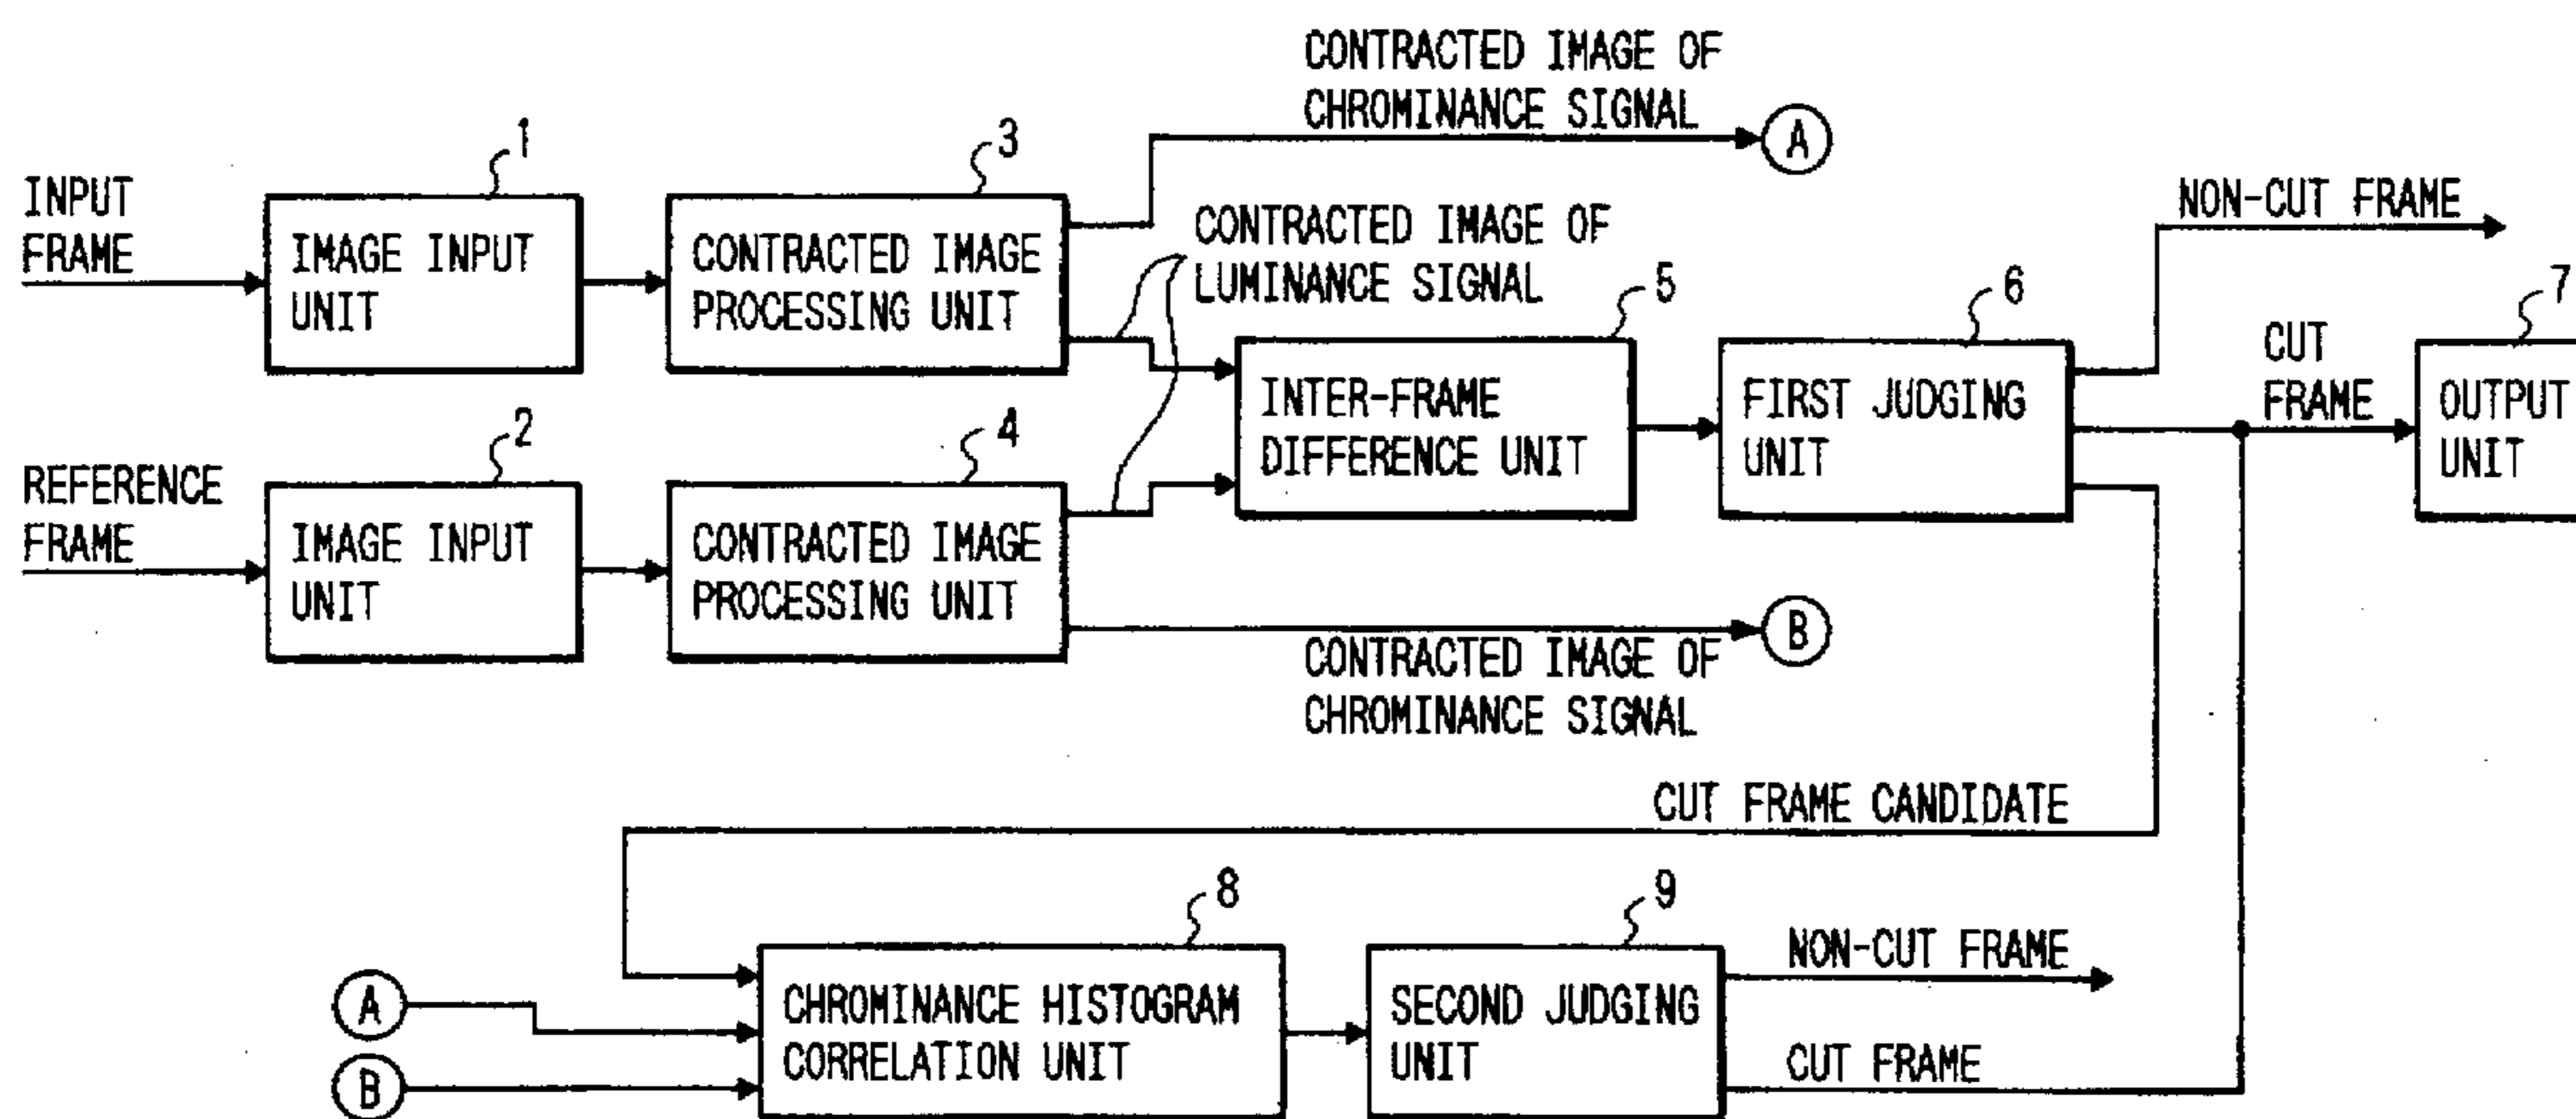 CONTRACTED IMAGE OF
CHROMINANCE SIGNAL
A
1
3
INPUT
FRAME
IMAGE INPUT
UNIT
CONTRACTED IMAGE
PROCESSING UNIT
CONTRACTED IMAGE OF
LUMINANCE SIGNAL
NON-CUT FRAME
5
6
7
INTER-FRAME
DIFFERENCE UNIT
FIRST JUDGING
UNIT
CUT
FRAME
OUTPUT
UNIT
2
4
REFERENCE
FRAME
IMAGE INPUT
UNIT
CONTRACTED IMAGE
PROCESSING UNIT
B
CONTRACTED IMAGE OF
CHROMINANCE SIGNAL
CUT FRAME CANDIDATE
8
9
A
B
CHROMINANCE HISTOGRAM
CORRELATION UNIT
SECOND JUDGING
UNIT
NON-CUT FRAME
CUT FRAME